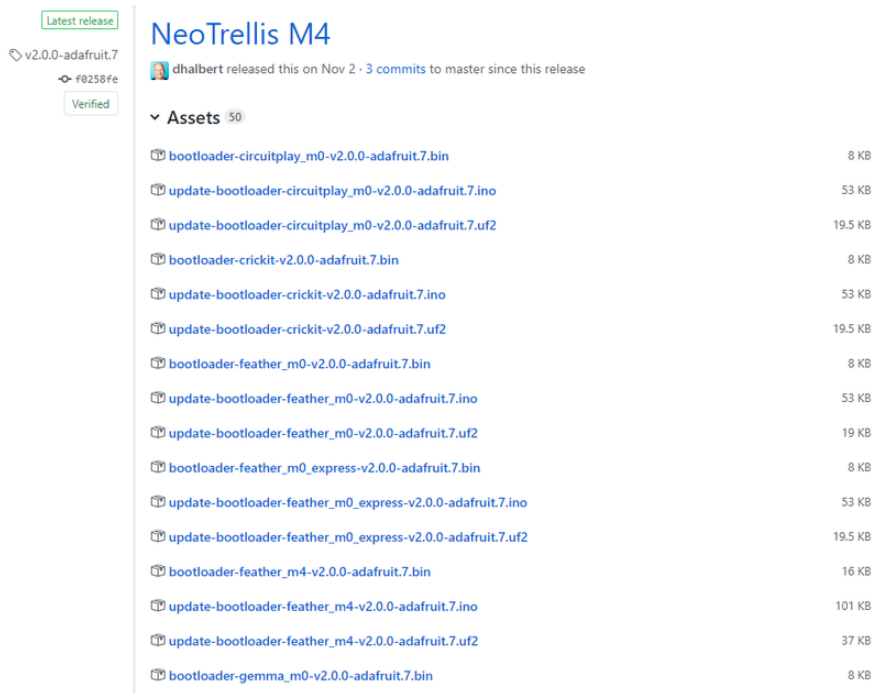 Latest release
v2.0.0-adafruit.7
f0258fe
Verified
NeoTrellis M4
dhalbert released this on Nov 2 · 3 commits to master since this release
Assets 50
bootloader-circuitplay_m0-v2.0.0-adafruit.7.bin 8 KB
update-bootloader-circuitplay_m0-v2.0.0-adafruit.7.ino 53 KB
update-bootloader-circuitplay_m0-v2.0.0-adafruit.7.uf2 19.5 KB
bootloader-crickit-v2.0.0-adafruit.7.bin 8 KB
update-bootloader-crickit-v2.0.0-adafruit.7.ino 53 KB
update-bootloader-crickit-v2.0.0-adafruit.7.uf2 19.5 KB
bootloader-feather_m0-v2.0.0-adafruit.7.bin 8 KB
update-bootloader-feather_m0-v2.0.0-adafruit.7.ino 53 KB
update-bootloader-feather_m0-v2.0.0-adafruit.7.uf2 19 KB
bootloader-feather_m0_express-v2.0.0-adafruit.7.bin 8 KB
update-bootloader-feather_m0_express-v2.0.0-adafruit.7.ino 53 KB
update-bootloader-feather_m0_express-v2.0.0-adafruit.7.uf2 19.5 KB
bootloader-feather_m4-v2.0.0-adafruit.7.bin 16 KB
update-bootloader-feather_m4-v2.0.0-adafruit.7.ino 101 KB
update-bootloader-feather_m4-v2.0.0-adafruit.7.uf2 37 KB
bootloader-gemma_m0-v2.0.0-adafruit.7.bin 8 KB